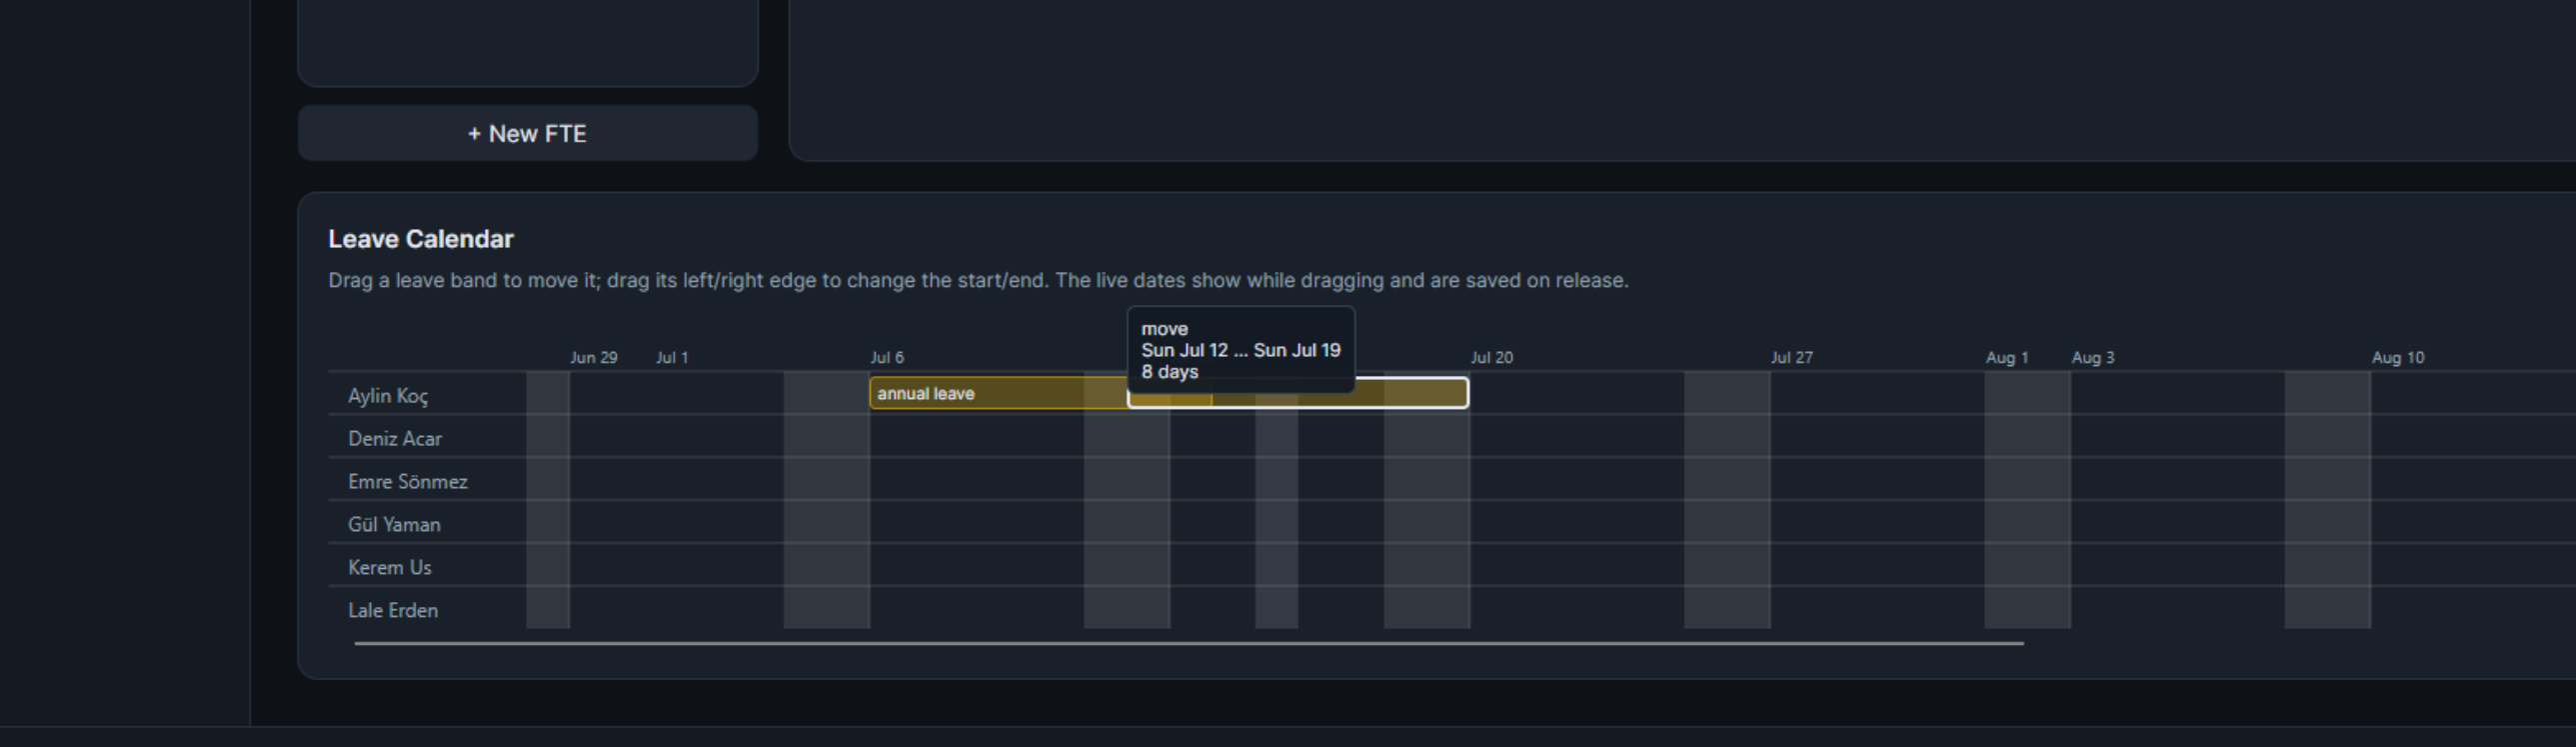 + New FTE
Leave Calendar
Drag a leave band to move it; drag its left/right edge to change the start/end. The live dates show while dragging and are saved on release.
move
Sun Jul 12 ... Sun Jul 19
8 days
Jun 29 Jul 1 Jul 6 Jul 20 Jul 27 Aug 1 Aug 3 Aug 10
Aylin Koç annual leave
Deniz Acar
Emre Sönmez
Gül Yaman
Kerem Us
Lale Erden